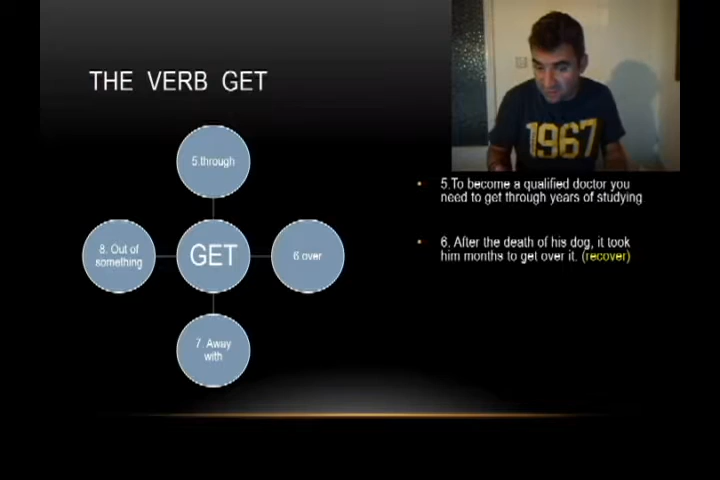 THE VERB GET
1967
5.through
8. Out of
something
GET
6 over
7. Away
with
5.To become a qualified doctor you
need to get through years of studying
6. After the death of his dog, it took
him months to get over it. (recover)